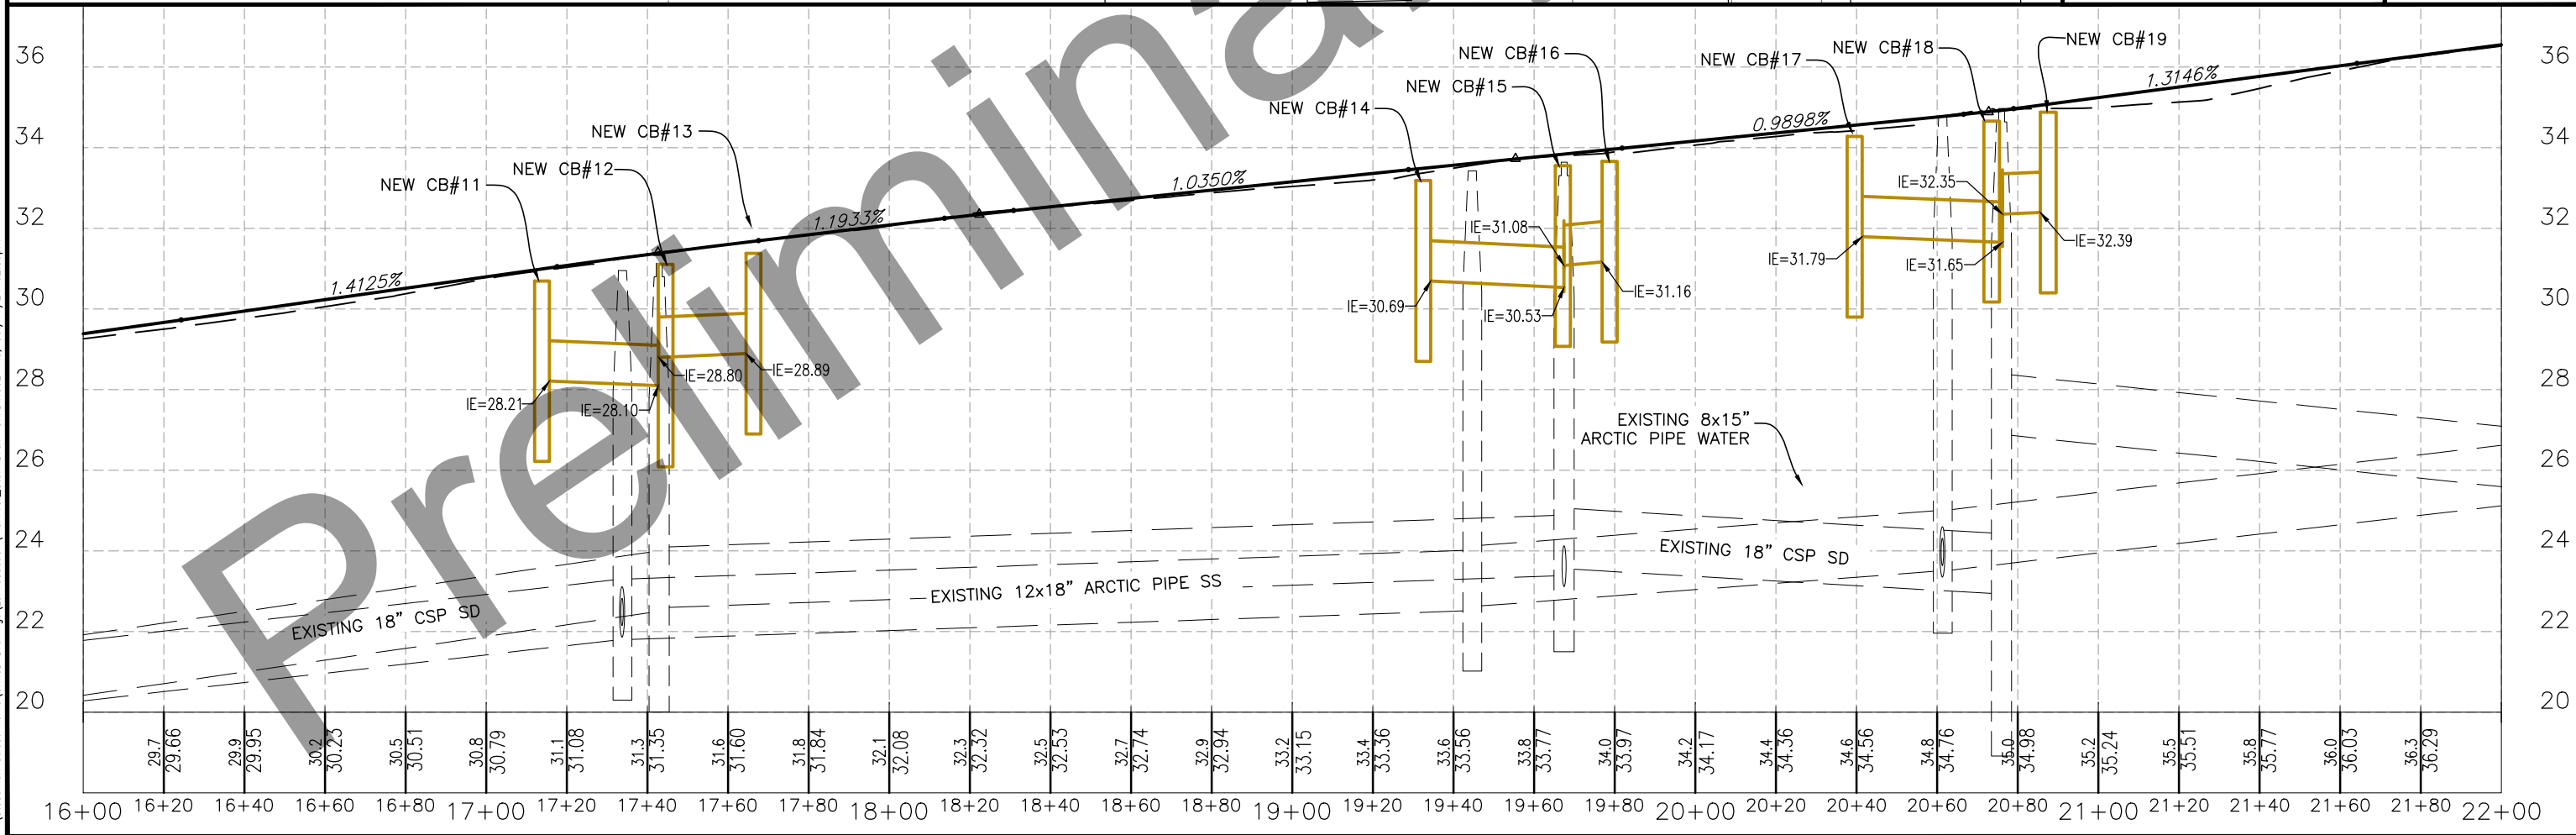 Preliminary
36
34
32
30
28
26
24
22
20
36
34
32
30
28
26
24
22
20
1.4125%
1.1933%
1.0350%
0.9898%
1.3146%
NEW CB#11
NEW CB#12
NEW CB#13
NEW CB#14
NEW CB#15
NEW CB#16
NEW CB#17
NEW CB#18
NEW CB#19
IE=28.21
IE=28.10
IE=28.80
IE=28.89
IE=30.69
IE=31.08
IE=30.53
IE=31.16
IE=31.79
IE=32.35
IE=31.65
IE=32.39
EXISTING 8x15"
ARCTIC PIPE WATER
EXISTING 18" CSP SD
EXISTING 12x18" ARCTIC PIPE SS
EXISTING 18" CSP SD
29.7
29.66
29.9
29.95
30.2
30.25
30.5
30.51
30.8
30.79
31.1
31.08
31.3
31.35
31.6
31.60
31.8
31.84
32.1
32.08
32.3
32.32
32.5
32.53
32.7
32.74
32.9
32.94
33.2
33.15
33.4
33.36
33.6
33.56
33.8
33.77
34.0
33.97
34.2
34.17
34.4
34.36
34.6
34.56
34.8
34.76
35.0
34.98
35.2
35.24
35.5
35.51
35.8
35.77
36.0
36.03
36.3
36.29
16+00 16+20 16+40 16+60 16+80 17+00 17+20 17+40 17+60 17+80 18+00 18+20 18+40 18+60 18+80 19+00 19+20 19+40 19+60 19+80 20+00 20+20 20+40 20+60 20+80 21+00 21+20 21+40 21+60 21+80 22+00